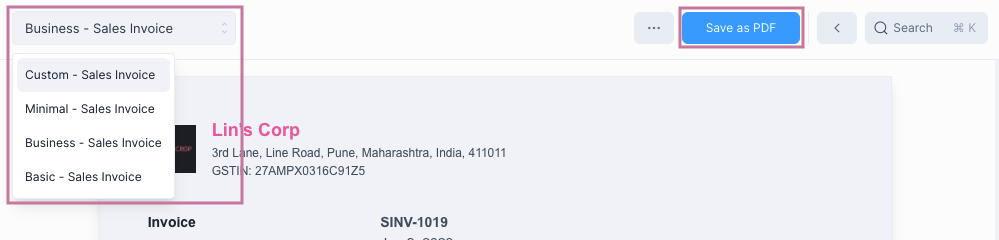 Business - Sales Invoice
... Save as PDF < Search ⌘ K
Custom - Sales Invoice
Minimal - Sales Invoice
Business - Sales Invoice
Basic - Sales Invoice
CROP
Lin's Corp
3rd Lane, Line Road, Pune, Maharashtra, India, 411011
GSTIN: 27AMPX0316C91Z5
Invoice SINV-1019